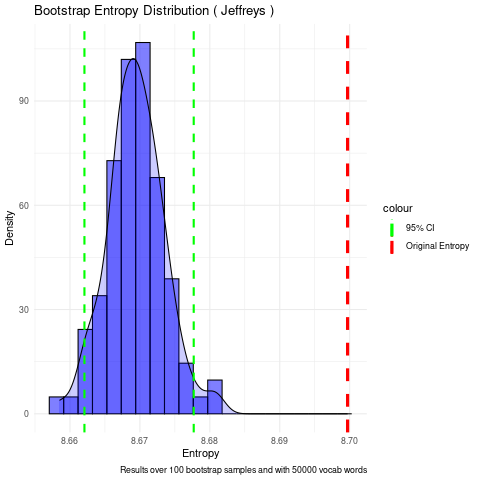 Bootstrap Entropy Distribution ( Jeffreys )
Density
90
60
30
0
8.66
8.67
8.68
8.69
8.70
Entropy
colour
95% CI
Original Entropy
Results over 100 bootstrap samples and with 50000 vocab words